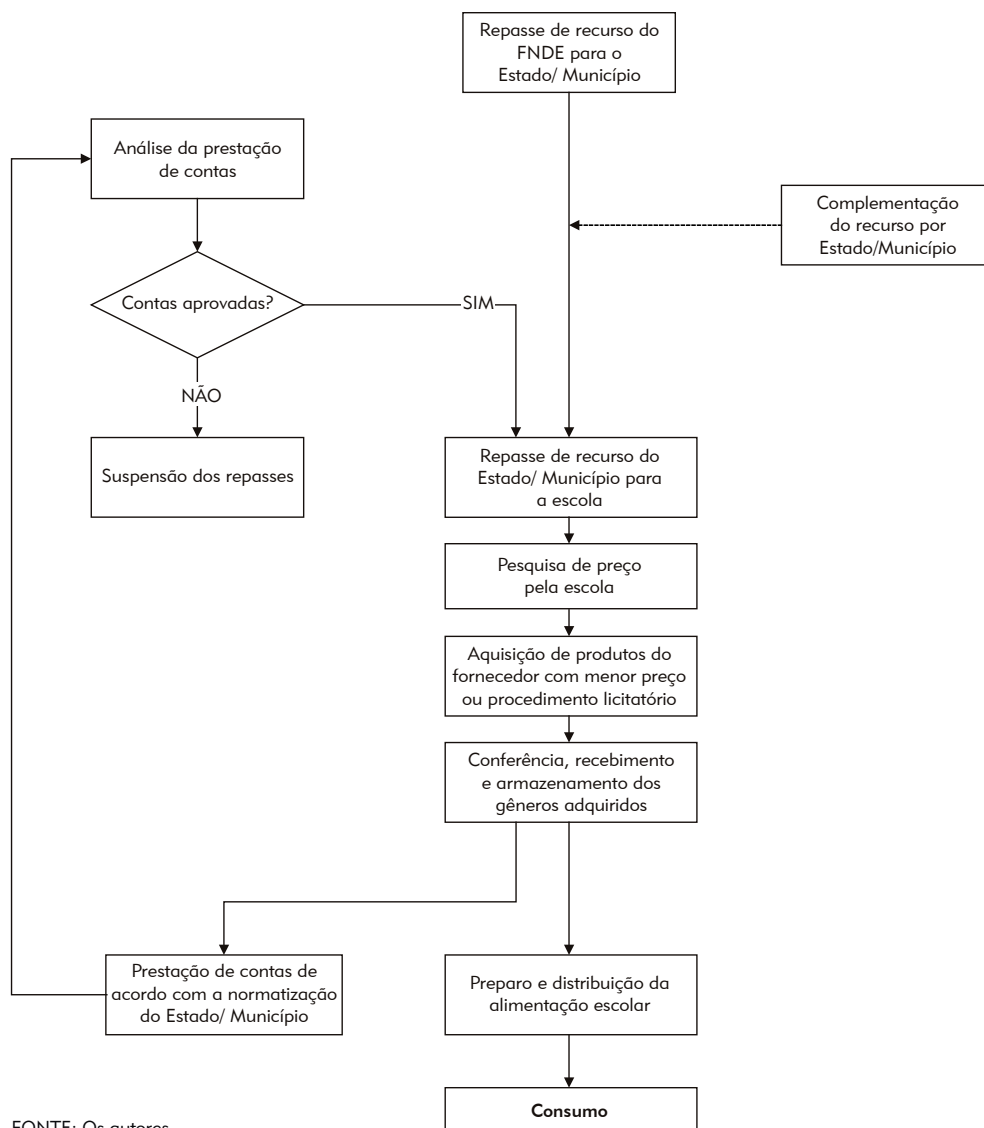 Repasse de recurso do
FNDE para o
Estado/ Município
Análise da prestação
de contas
Complementação
do recurso por
Estado/Município
Contas aprovadas?
SIM
NÃO
Suspensão dos repasses
Repasse de recurso do
Estado/ Município para
a escola
Pesquisa de preço
pela escola
Aquisição de produtos do
fornecedor com menor preço
ou procedimento licitatório
Conferência, recebimento
e armazenamento dos
gêneros adquiridos
Prestação de contas de
acordo com a normatização
do Estado/ Município
Preparo e distribuição da
alimentação escolar
Consumo
FONTE: Os autores